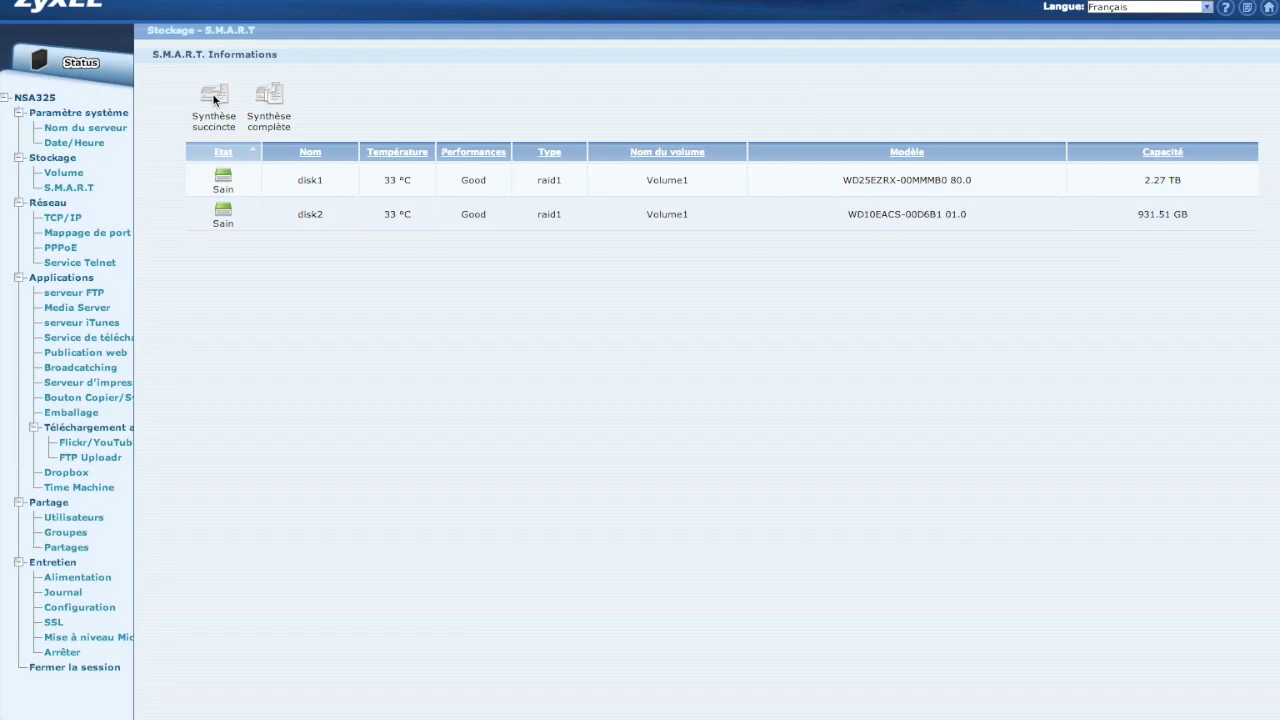 ZyXEL
Langue: Français
Status
Stockage - S.M.A.R.T
S.M.A.R.T. Informations
Synthèse succincte
Synthèse complète
Etat Nom Température Performances Type Nom du volume Modèle Capacité
Sain disk1 33 °C Good raid1 Volume1 WD25EZRX-00MMMB0 80.0 2.27 TB
Sain disk2 33 °C Good raid1 Volume1 WD10EACS-00D6B1 01.0 931.51 GB
NSA325
Paramètre système
Nom du serveur
Date/Heure
Stockage
Volume
S.M.A.R.T
Réseau
TCP/IP
Mappage de port
PPPoE
Service Telnet
Applications
serveur FTP
Media Server
serveur iTunes
Service de téléch
Publication web
Broadcatching
Serveur d'impres
Bouton Copier/S
Emballage
Téléchargement a
Flickr/YouTub
FTP Uploadr
Dropbox
Time Machine
Partage
Utilisateurs
Groupes
Partages
Entretien
Alimentation
Journal
Configuration
SSL
Mise à niveau Mic
Arrêter
Fermer la session